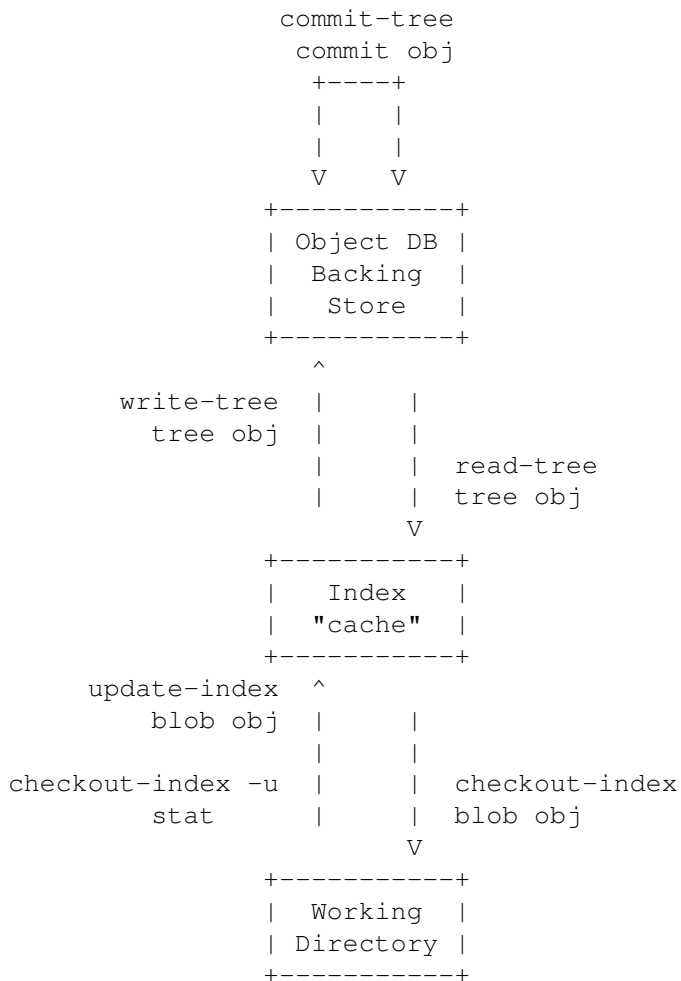 commit-tree
commit obj
+----+
|    |
|    |
V    V
+-----------+
| Object DB |
|  Backing  |
|   Store   |
+-----------+
^
write-tree  |     |
tree obj  |     |
|     |  read-tree
|     |  tree obj
V
+-----------+
|   Index   |
|  "cache"  |
+-----------+
update-index  ^
blob obj  |     |
|     |
checkout-index -u  |     |  checkout-index
stat     |     |  blob obj
V
+-----------+
|  Working  |
| Directory |
+-----------+